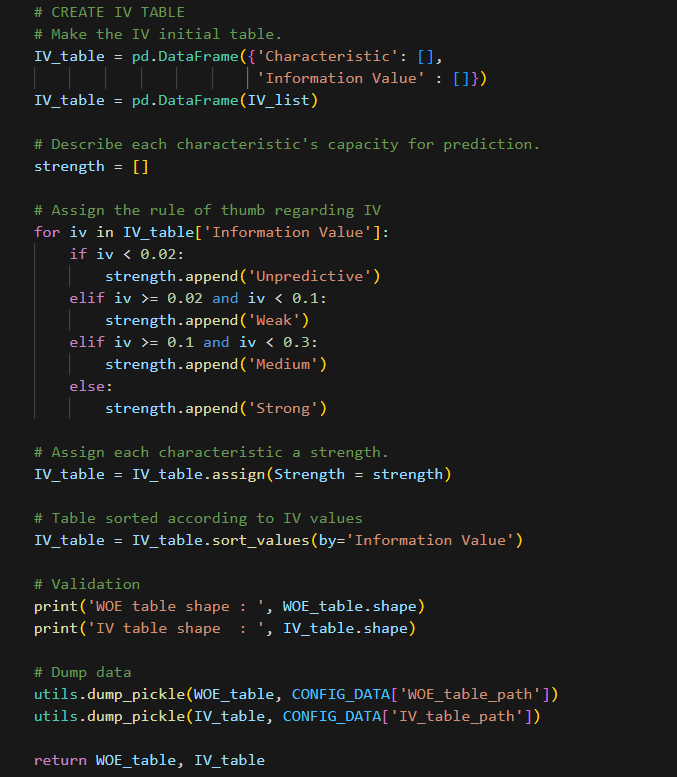 # CREATE IV TABLE
# Make the IV initial table.
IV_table = pd.DataFrame({'Characteristic': [],
                         'Information Value' : []})
IV_table = pd.DataFrame(IV_list)

# Describe each characteristic's capacity for prediction.
strength = []

# Assign the rule of thumb regarding IV
for iv in IV_table['Information Value']:
    if iv < 0.02:
        strength.append('Unpredictive')
    elif iv >= 0.02 and iv < 0.1:
        strength.append('Weak')
    elif iv >= 0.1 and iv < 0.3:
        strength.append('Medium')
    else:
        strength.append('Strong')

# Assign each characteristic a strength.
IV_table = IV_table.assign(Strength = strength)

# Table sorted according to IV values
IV_table = IV_table.sort_values(by='Information Value')

# Validation
print('WOE table shape : ', WOE_table.shape)
print('IV table shape  : ', IV_table.shape)

# Dump data
utils.dump_pickle(WOE_table, CONFIG_DATA['WOE_table_path'])
utils.dump_pickle(IV_table, CONFIG_DATA['IV_table_path'])

return WOE_table, IV_table